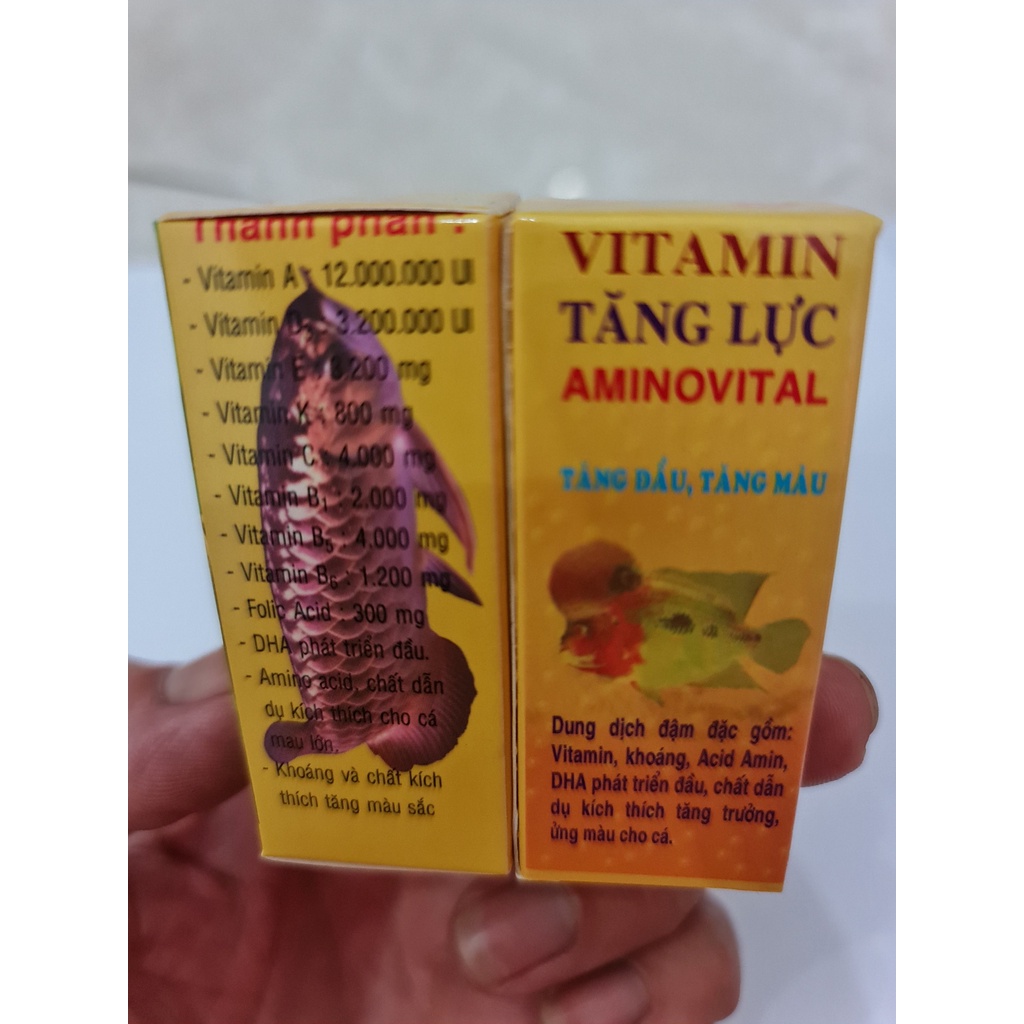 Thành phần :
- Vitamin A : 12.000.000 UI
- Vitamin D₃ : 3.200.000 UI
- Vitamin E : 8.200 mg
- Vitamin K : 800 mg
- Vitamin C : 4.000 mg
- Vitamin B₁ : 2.000 mg
- Vitamin B₅ : 4.000 mg
- Vitamin B₆ : 1.200 mg
- Folic Acid : 300 mg
- DHA phát triển đầu.
- Amino acid, chất dẫn
dụ kích thích cho cá
mau lớn.
- Khoáng và chất kích
thích tăng màu sắc
VITAMIN
TĂNG LỰC
AMINOVITAL
TĂNG ĐẦU, TĂNG MÀU
Dung dịch đậm đặc gồm:
Vitamin, khoáng, Acid Amin,
DHA phát triển đầu, chất dẫn
dụ kích thích tăng trưởng,
ửng màu cho cá.